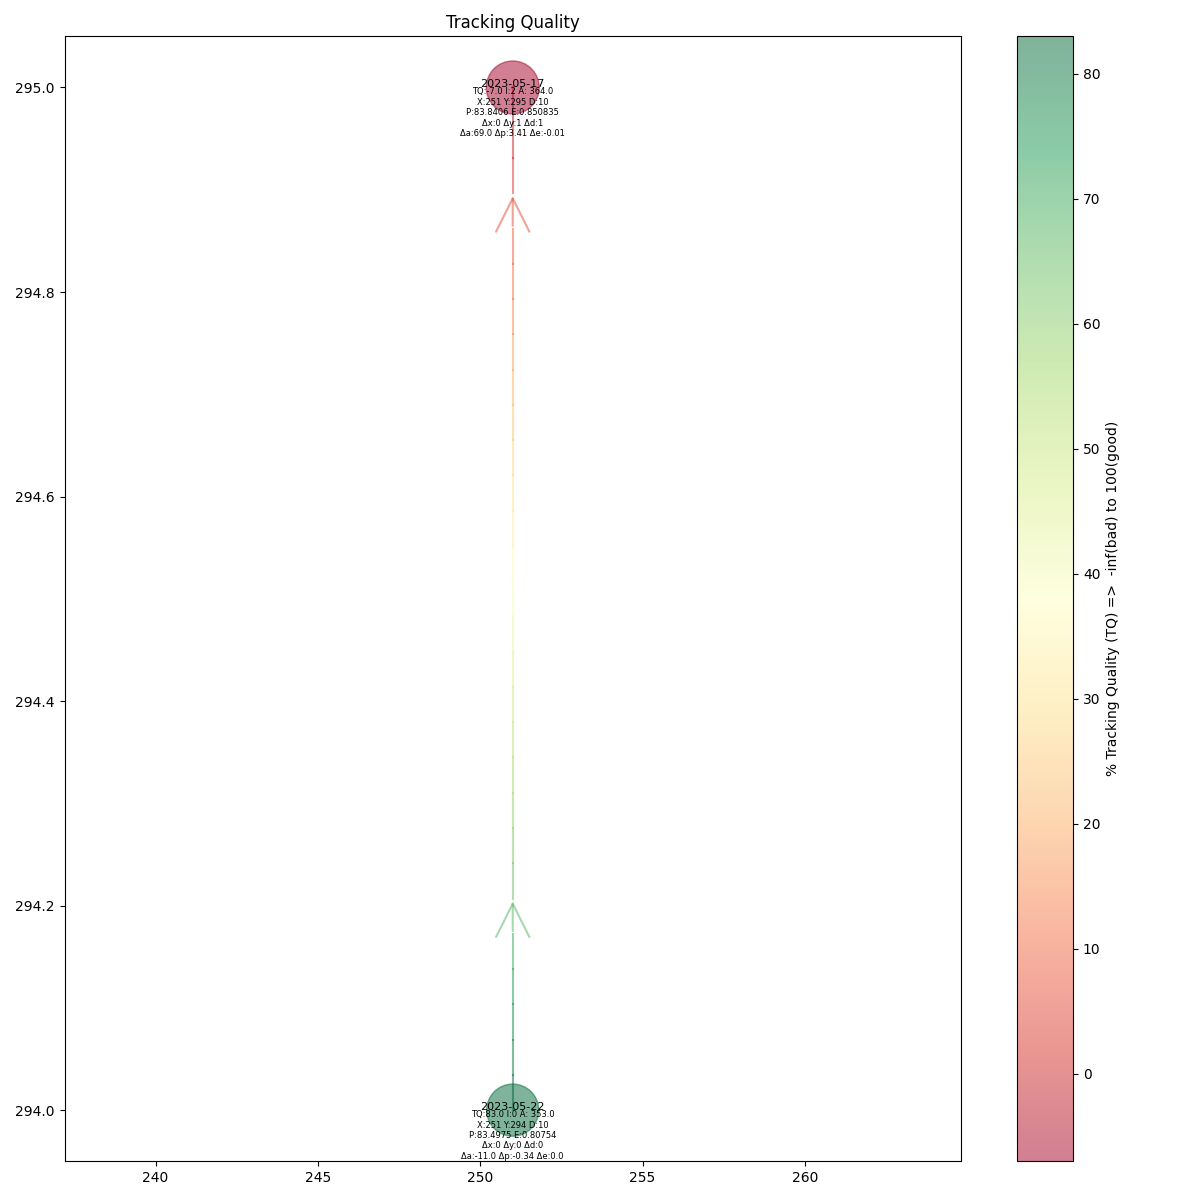 Tracking Quality
295.0
294.8
294.6
294.4
294.2
294.0
240
245
250
255
260
2023-05-17
TQ:-7.0 I:2 A: 364.0
X:251 Y:295 D:10
P:83.8406 E:0.850835
Δx:0 Δy:1 Δd:1
Δa:69.0 Δp:3.41 Δe:-0.01
2023-05-22
TQ:83.0 I:0 A: 353.0
X:251 Y:294 D:10
P:83.4975 E:0.80754
Δx:0 Δy:0 Δd:0
Δa:-11.0 Δp:-0.34 Δe:0.0
80
70
60
50
40
30
20
10
0
% Tracking Quality (TQ) => -inf(bad) to 100(good)